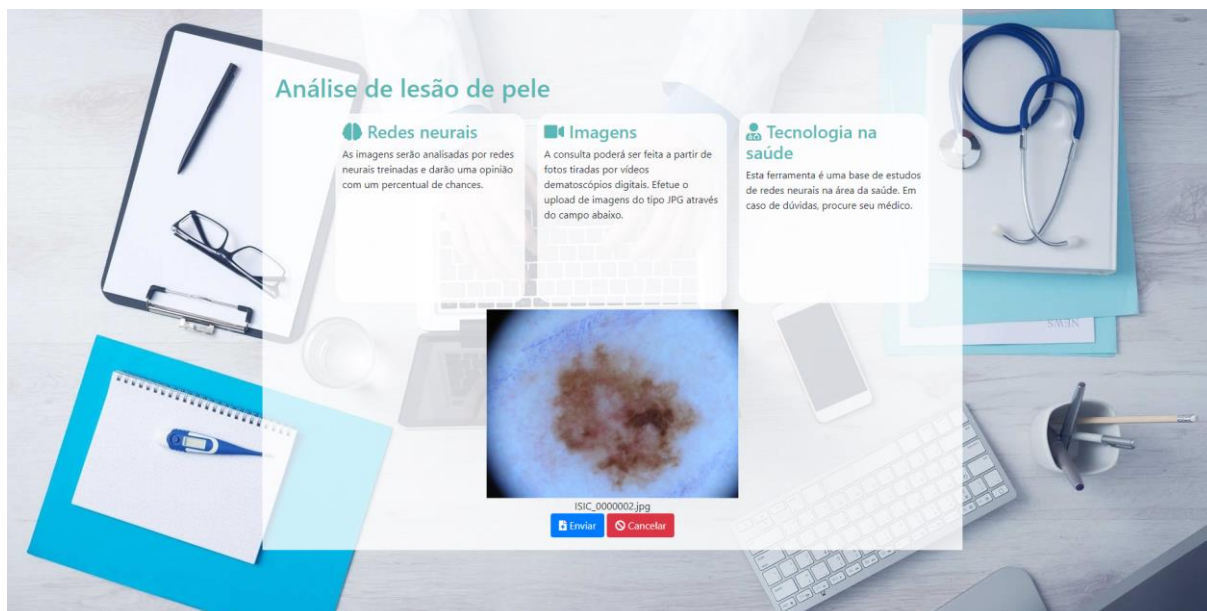 Análise de lesão de pele
Redes neurais
As imagens serão analisadas por redes
neurais treinadas e darão uma opinião
com um percentual de chances.
Imagens
A consulta poderá ser feita a partir de
fotos tiradas por vídeos
dematoscópios digitais. Efetue o
upload de imagens do tipo JPG através
do campo abaixo.
Tecnologia na
saúde
Esta ferramenta é uma base de estudos
de redes neurais na área da saúde. Em
caso de dúvidas, procure seu médico.
NEWS
ISIC_0000002.jpg
Enviar
Cancelar